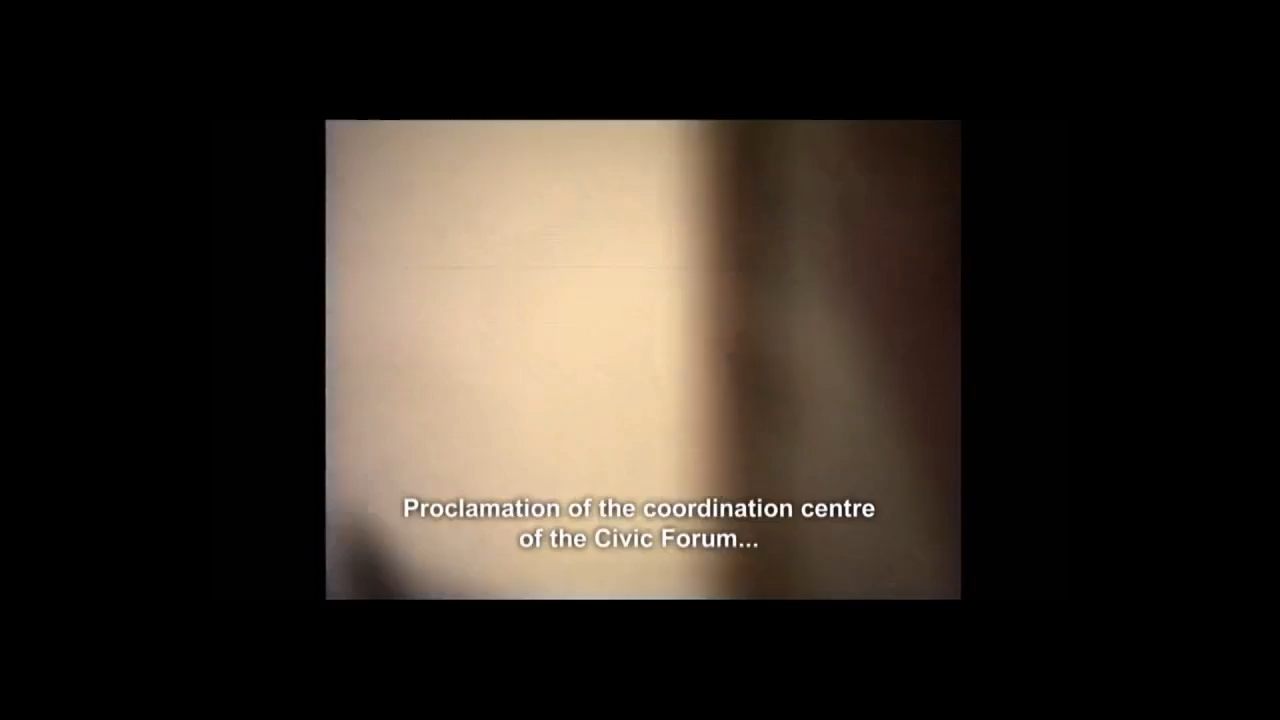 Proclamation of the coordination centre
of the Civic Forum...